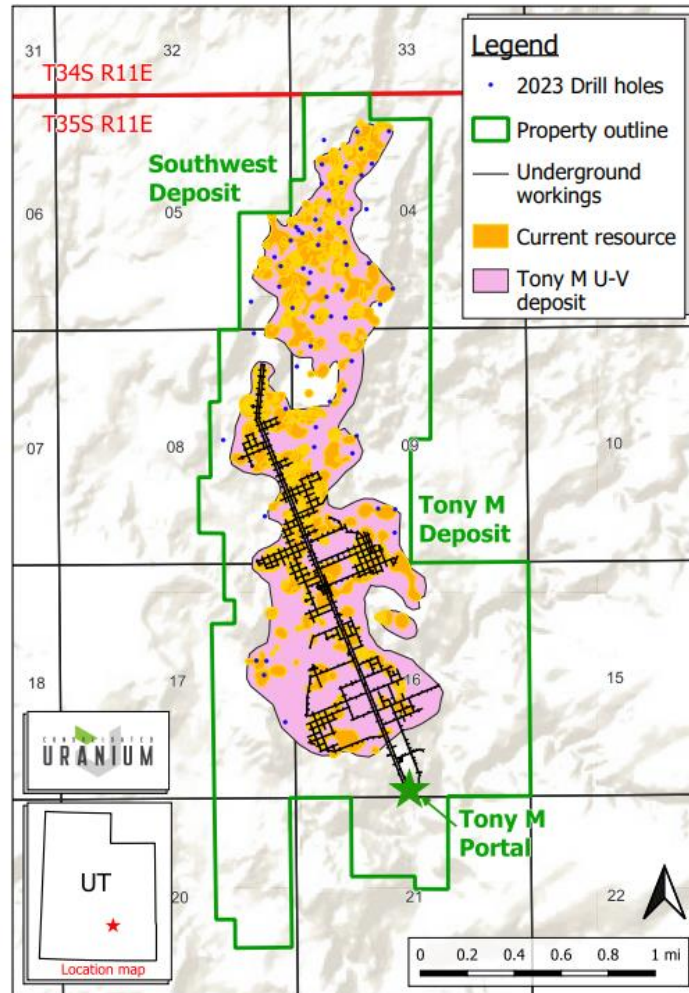 31
32
33
T34S R11E
T35S R11E
Legend
2023 Drill holes
Property outline
Underground
workings
Current resource
Tony M U-V
deposit
Southwest
Deposit
06
05
04
07
08
09
10
Tony M
Deposit
18
17
16
15
CONSOLIDATED
URANIUM
Tony M
Portal
UT
Location map
20
21
22
0 0.2 0.4 0.6 0.8 1 mi